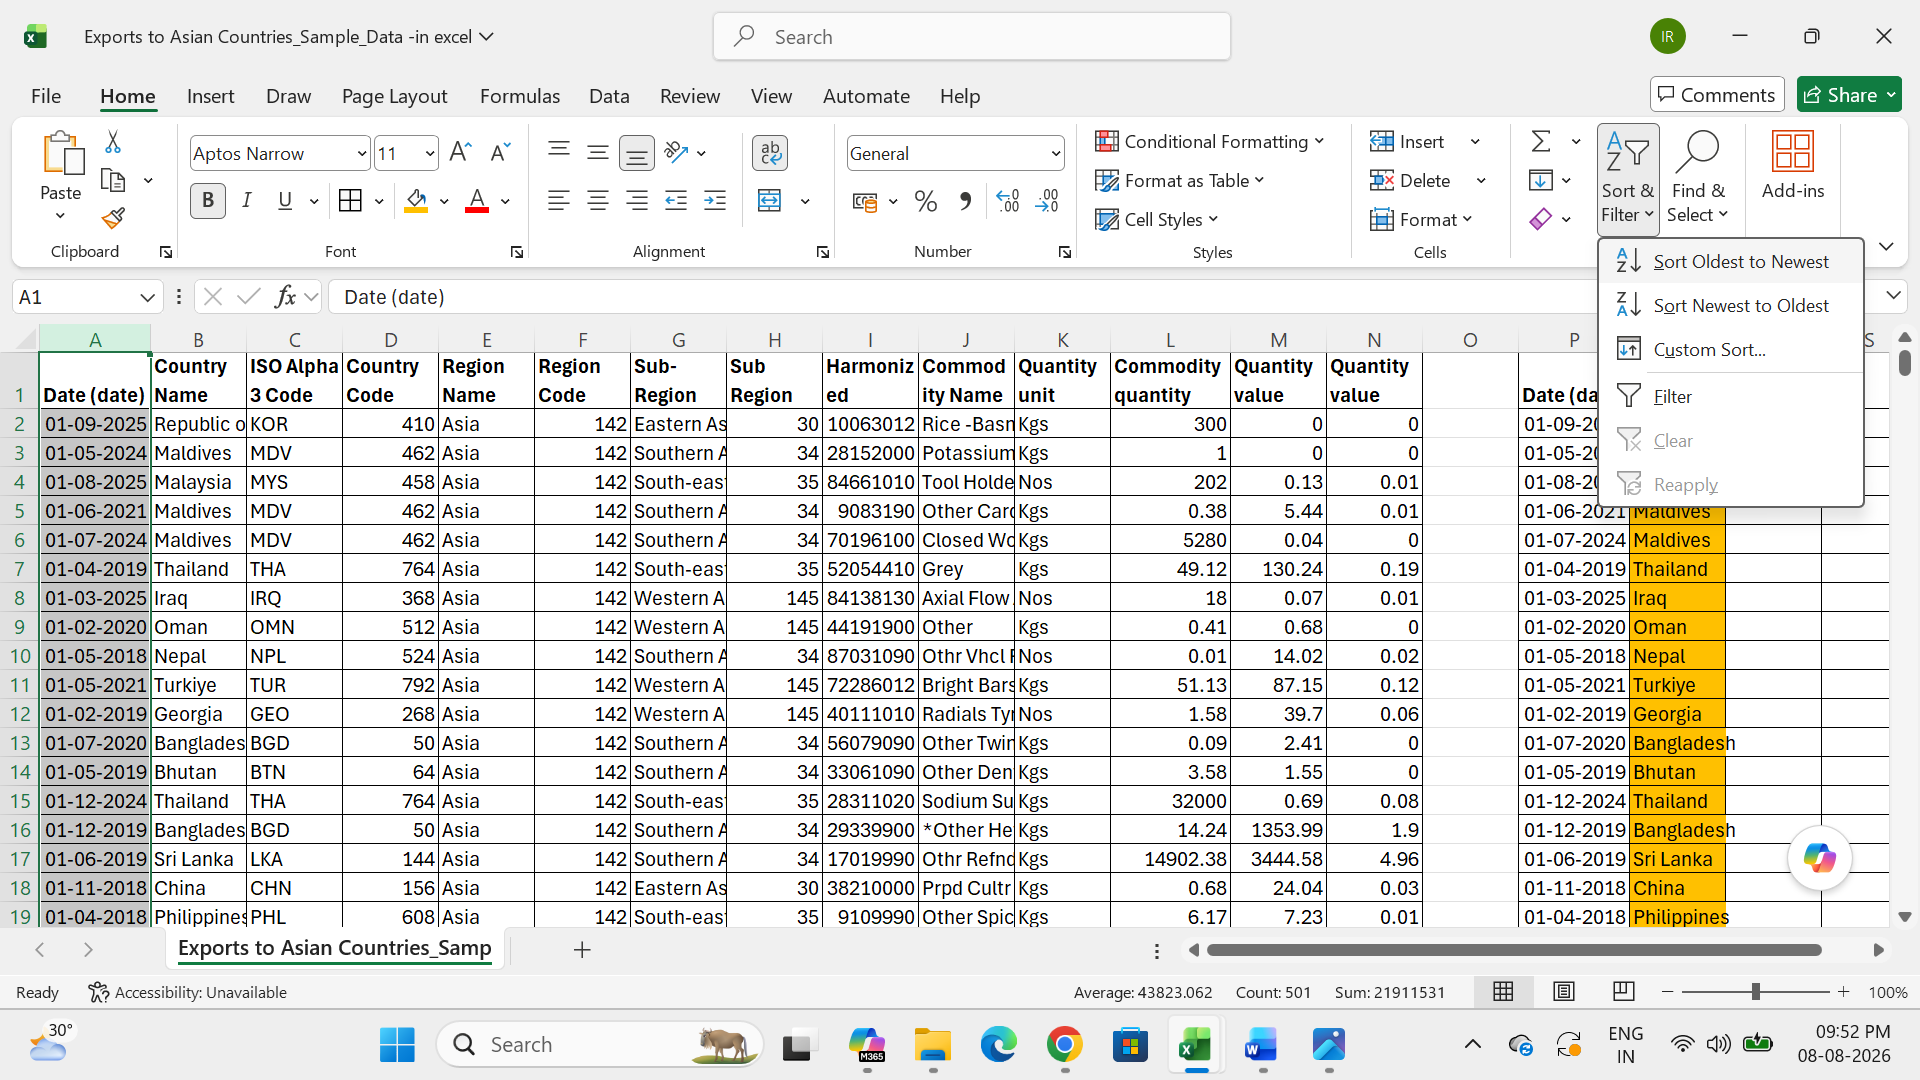 Exports to Asian Countries_Sample_Data -in excel
Search
IR
File Home Insert Draw Page Layout Formulas Data Review View Automate Help
Comments Share
Paste
Clipboard
Aptos Narrow 11
B I U
Font
ab
Alignment
General
% .00
Number
Conditional Formatting
Format as Table
Cell Styles
Styles
Insert
Delete
Format
Cells
Sort & Filter
Find & Select
Add-ins
Sort Oldest to Newest
Sort Newest to Oldest
Custom Sort...
Filter
Clear
Reapply
A1 fx Date (date)
A B C D E F G H I J K L M N O P S
1 Date (date) Country Name ISO Alpha 3 Code Country Code Region Name Region Code Sub-Region Sub Region Harmoniz ed Commod ity Name Quantity unit Commodity quantity Quantity value Quantity value Date (da
2 01-09-2025 Republic o KOR 410 Asia 142 Eastern As 30 10063012 Rice -Basm Kgs 300 0 0 01-09-20
3 01-05-2024 Maldives MDV 462 Asia 142 Southern A 34 28152000 Potassium Kgs 1 0 0 01-05-20
4 01-08-2025 Malaysia MYS 458 Asia 142 South-east 35 84661010 Tool Holde Nos 202 0.13 0.01 01-08-20
5 01-06-2021 Maldives MDV 462 Asia 142 Southern A 34 9083190 Other Card Kgs 0.38 5.44 0.01 01-06-2021 Maldives
6 01-07-2024 Maldives MDV 462 Asia 142 Southern A 34 70196100 Closed Wo Kgs 5280 0.04 0 01-07-2024 Maldives
7 01-04-2019 Thailand THA 764 Asia 142 South-east 35 52054410 Grey Kgs 49.12 130.24 0.19 01-04-2019 Thailand
8 01-03-2025 Iraq IRQ 368 Asia 142 Western A 145 84138130 Axial Flow Nos 18 0.07 0.01 01-03-2025 Iraq
9 01-02-2020 Oman OMN 512 Asia 142 Western A 145 44191900 Other Kgs 0.41 0.68 0 01-02-2020 Oman
10 01-05-2018 Nepal NPL 524 Asia 142 Southern A 34 87031090 Othr Vhcl Nos 0.01 14.02 0.02 01-05-2018 Nepal
11 01-05-2021 Turkiye TUR 792 Asia 142 Western A 145 72286012 Bright Bars Kgs 51.13 87.15 0.12 01-05-2021 Turkiye
12 01-02-2019 Georgia GEO 268 Asia 142 Western A 145 40111010 Radials Tyr Nos 1.58 39.7 0.06 01-02-2019 Georgia
13 01-07-2020 Banglades BGD 50 Asia 142 Southern A 34 56079090 Other Twin Kgs 0.09 2.41 0 01-07-2020 Bangladesh
14 01-05-2019 Bhutan BTN 64 Asia 142 Southern A 34 33061090 Other Den Kgs 3.58 1.55 0 01-05-2019 Bhutan
15 01-12-2024 Thailand THA 764 Asia 142 South-east 35 28311020 Sodium Su Kgs 32000 0.69 0.08 01-12-2024 Thailand
16 01-12-2019 Banglades BGD 50 Asia 142 Southern A 34 29339900 *Other He Kgs 14.24 1353.99 1.9 01-12-2019 Bangladesh
17 01-06-2019 Sri Lanka LKA 144 Asia 142 Southern A 34 17019990 Othr Refnd Kgs 14902.38 3444.58 4.96 01-06-2019 Sri Lanka
18 01-11-2018 China CHN 156 Asia 142 Eastern As 30 38210000 Prpd Cultr Kgs 0.68 24.04 0.03 01-11-2018 China
19 01-04-2018 Philippines PHL 608 Asia 142 South-east 35 9109990 Other Spic Kgs 6.17 7.23 0.01 01-04-2018 Philippines
Exports to Asian Countries_Samp
Ready Accessibility: Unavailable Average: 43823.062 Count: 501 Sum: 21911531 100%
30° Search M365 ENG IN 09:52 PM 08-08-2026